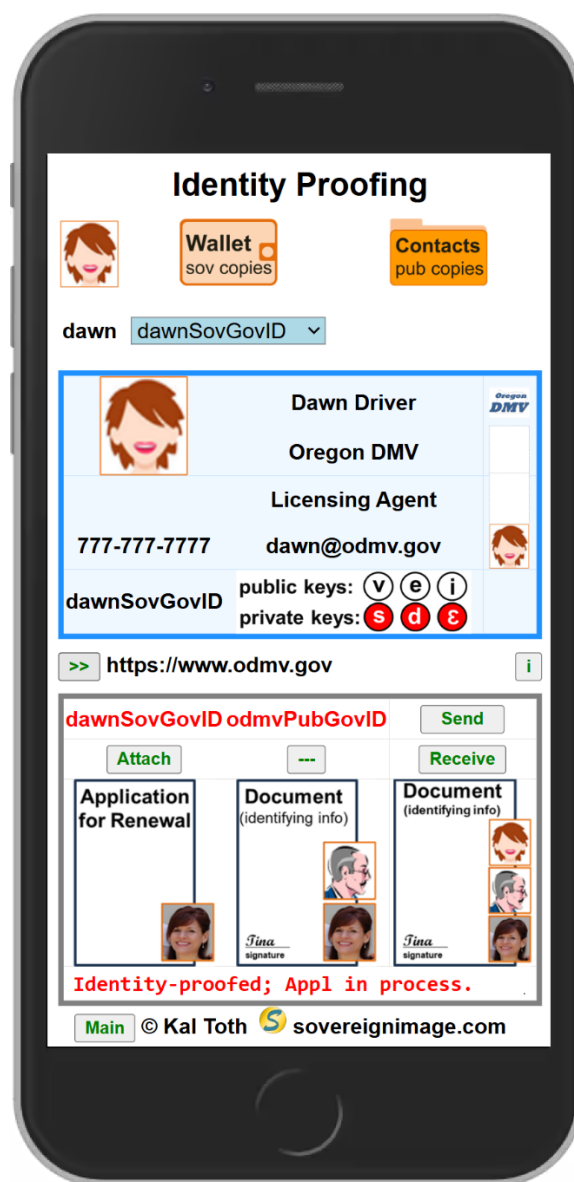 Identity Proofing
Wallet
sov copies
Contacts
pub copies
dawn dawnSovGovID
Dawn Driver
Oregon
DMV
Oregon DMV
Licensing Agent
777-777-7777 dawn@odmv.gov
dawnSovGovID
public keys: v e i
private keys: s d ε
>> https://www.odmv.gov i
dawnSovGovID odmvPubGovID Send
Attach --- Receive
Application
for Renewal
Document
(identifying info)
Tina
signature
Document
(identifying info)
Tina
signature
Identity-proofed; Appl in process. .
Main © Kal Toth S sovereignimage.com